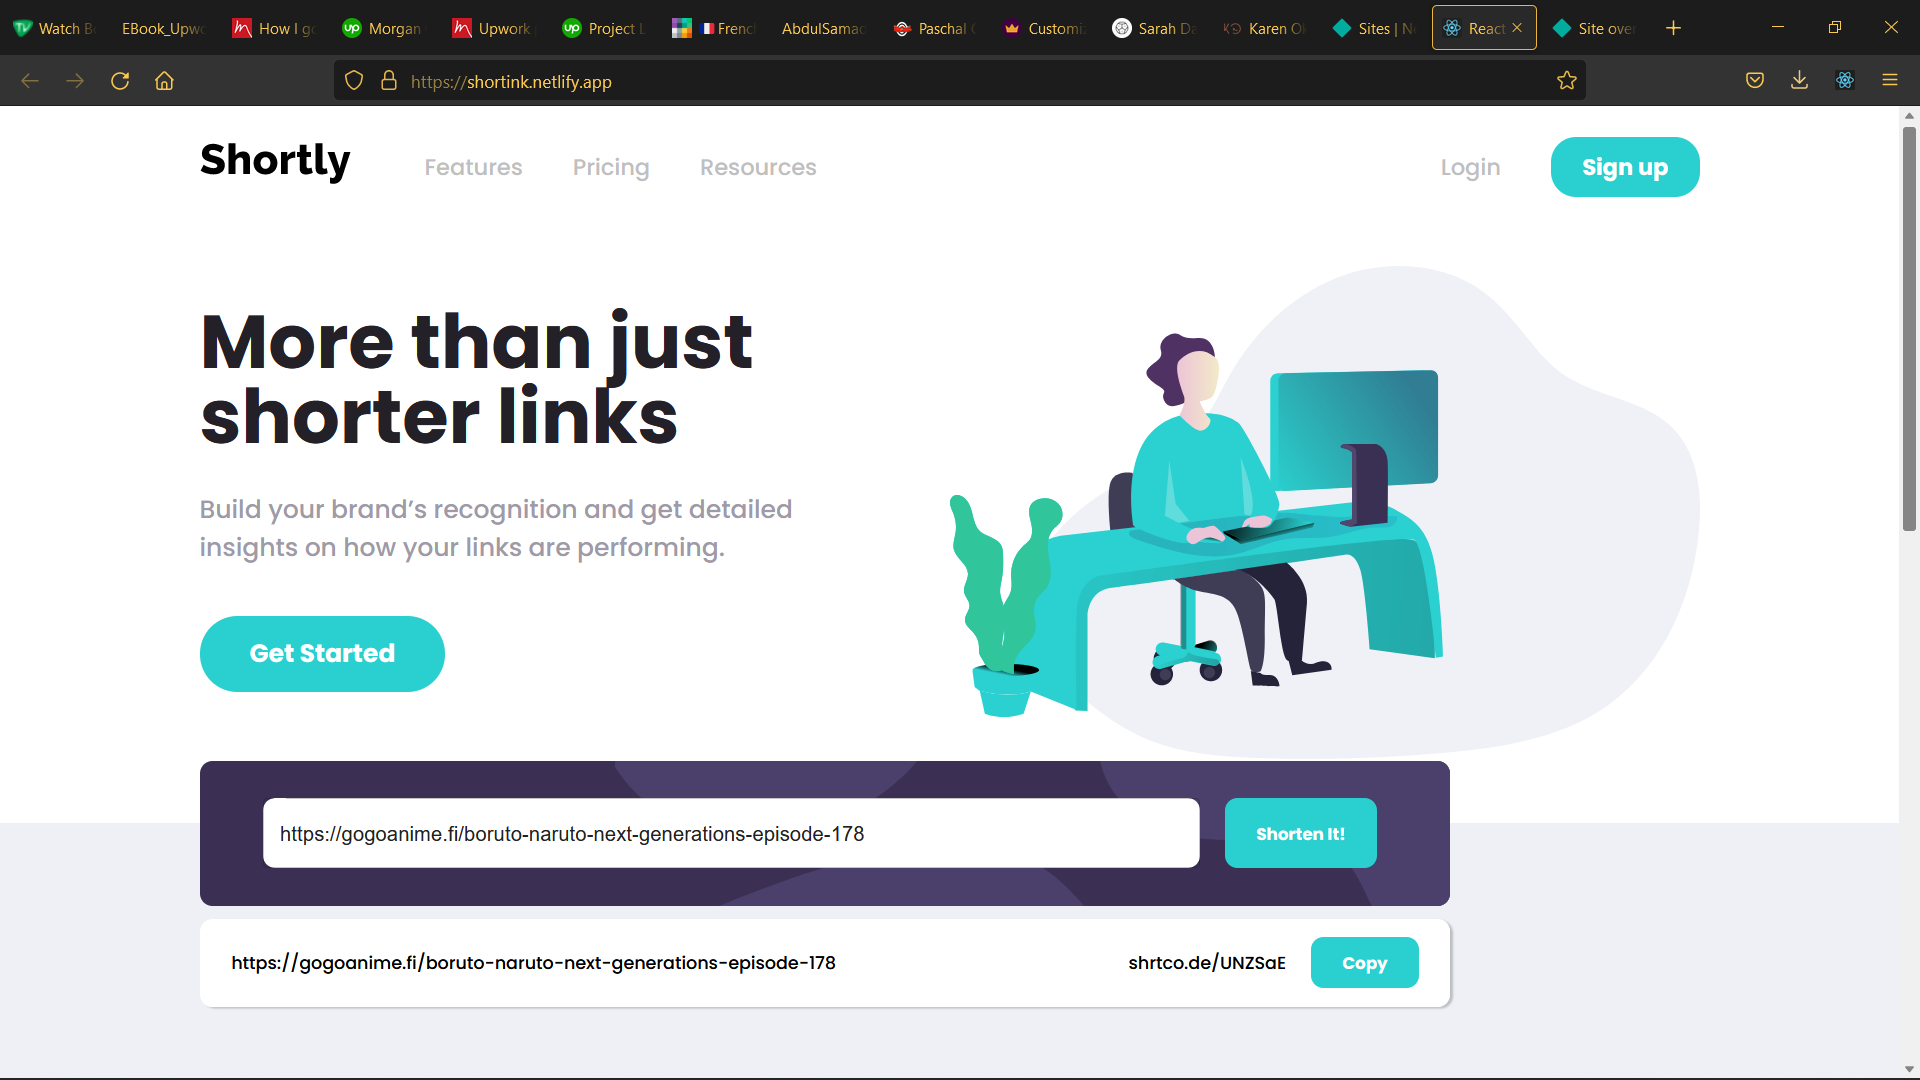 Watch B
EBook_Upw
How I g
Morgan
Upwork
Project L
Frenc
AbdulSamad
Paschal
Customi
Sarah Da
Karen O
Sites | N
React
Site over
https://shortink.netlify.app
Shortly
Features
Pricing
Resources
Login
Sign up
More than just
shorter links
Build your brand’s recognition and get detailed
insights on how your links are performing.
Get Started
https://gogoanime.fi/boruto-naruto-next-generations-episode-178
Shorten It!
https://gogoanime.fi/boruto-naruto-next-generations-episode-178
shrtco.de/UNZSaE
Copy